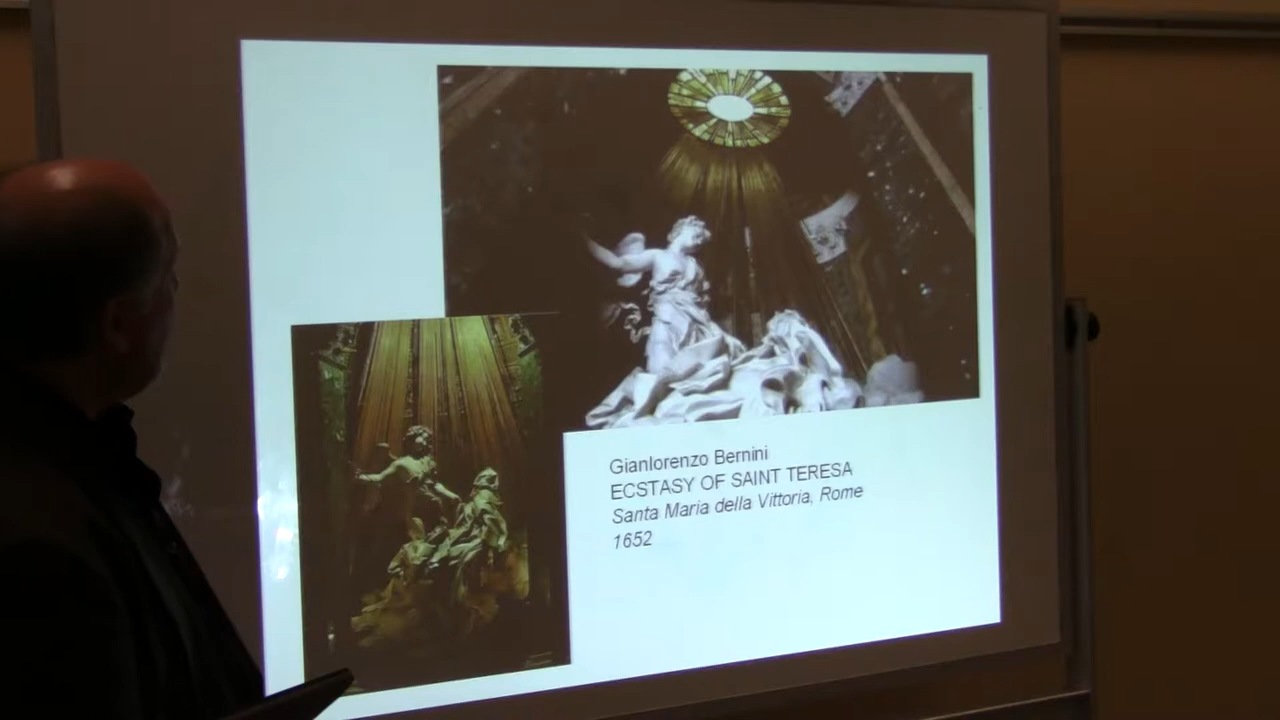 Gianlorenzo Bernini
ECSTASY OF SAINT TERESA
Santa Maria della Vittoria, Rome
1652